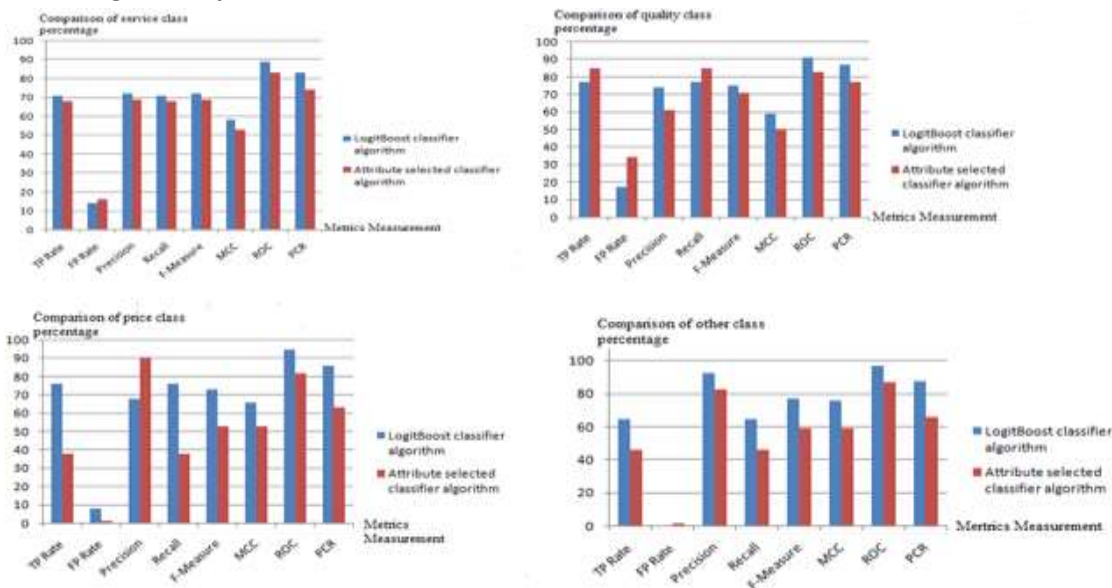 Comparison of service class
percentage
100
90
80
70
60
50
40
30
20
10
0
TP Rate
FP Rate
Precision
Recall
F-Measure
MCC
ROC
PCR
Metrics Measurement
LogitBoost classifier
algorithm
Attribute selected classifier
algorithm
Comparison of quality class
percentage
100
90
80
70
60
50
40
30
20
10
0
TP Rate
FP Rate
Precision
Recall
F-Measure
MCC
ROC
PCR
Metrics Measurement
LogitBoost classifier
algorithm
Attribute selected
classifier algorithm
Comparison of price class
percentage
100
90
80
70
60
50
40
30
20
10
0
TP Rate
FP Rate
Precision
Recall
F-Measure
MCC
ROC
PCR
Metrics
Measurement
LogitBoost classifier
algorithm
Attribute selected
classifier algorithm
Comparison of other class
percentage
100
80
60
40
20
0
TP Rate
FP Rate
Precision
Recall
F-Measure
MCC
ROC
PCR
Mertrics Measurement
LogitBoost classifier
algorithm
Attribute selected
classifier algorithm